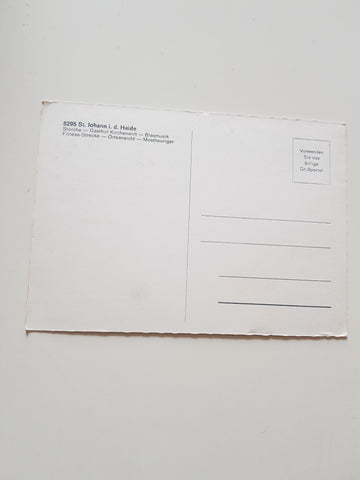 8295 St. Johann i. d. Haide
Störche — Gasthof Kirchenwirt — Blasmusik
Fitness-Strecke — Ortsansicht — Mostheuriger
Verwenden
Sie das
billige
Grußporto!